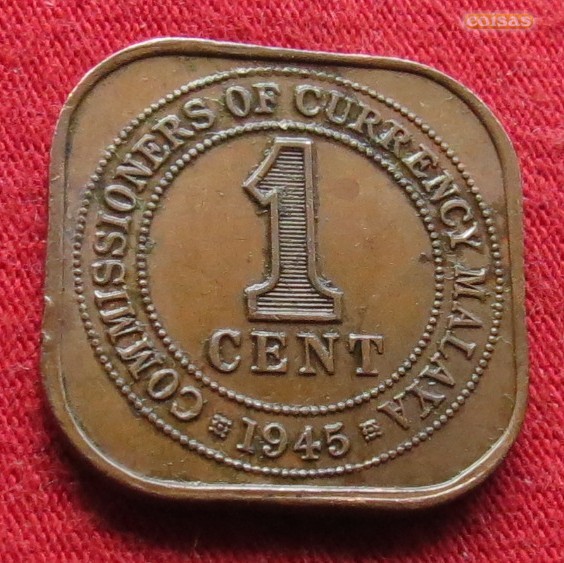 coisas
COMMISSIONERS OF CURRENCY MALAYA
1
CENT
1945